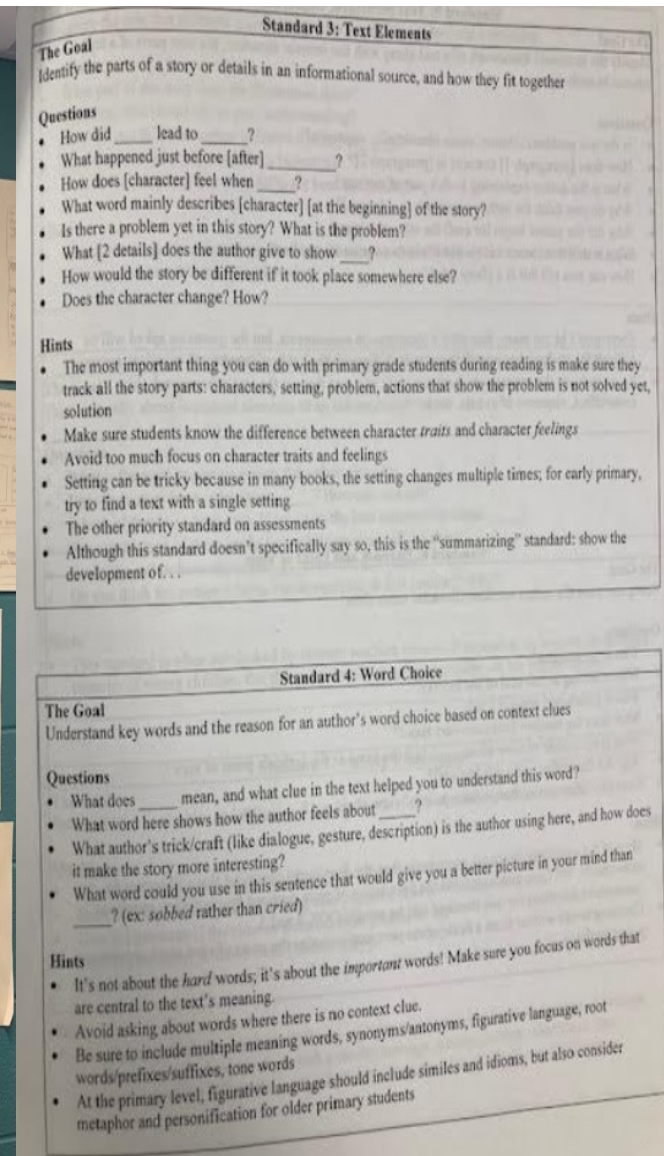 Standard 3: Text Elements
The Goal
Identify the parts of a story or details in an informational source, and how they fit together
Questions
• How did _____ lead to ______?
• What happened just before [after] ________?
• How does [character] feel when _____?
• What word mainly describes [character] [at the beginning] of the story?
• Is there a problem yet in this story? What is the problem?
• What [2 details] does the author give to show ____?
• How would the story be different if it took place somewhere else?
• Does the character change? How?
Hints
• The most important thing you can do with primary grade students during reading is make sure they
track all the story parts: characters, setting, problem, actions that show the problem is not solved yet,
solution
• Make sure students know the difference between character traits and character feelings
• Avoid too much focus on character traits and feelings
• Setting can be tricky because in many books, the setting changes multiple times; for early primary,
try to find a text with a single setting
• The other priority standard on assessments
• Although this standard doesn't specifically say so, this is the "summarizing" standard: show the
development of. . .
Standard 4: Word Choice
The Goal
Understand key words and the reason for an author's word choice based on context clues
Questions
• What does _____ mean, and what clue in the text helped you to understand this word?
• What word here shows how the author feels about _____?
• What author's trick/craft (like dialogue, gesture, description) is the author using here, and how does
it make the story more interesting?
• What word could you use in this sentence that would give you a better picture in your mind than
_____? (ex: sobbed rather than cried)
Hints
• It's not about the hard words; it's about the important words! Make sure you focus on words that
are central to the text's meaning.
• Avoid asking about words where there is no context clue.
• Be sure to include multiple meaning words, synonyms/antonyms, figurative language, root
words/prefixes/suffixes, tone words
• At the primary level, figurative language should include similes and idioms, but also consider
metaphor and personification for older primary students